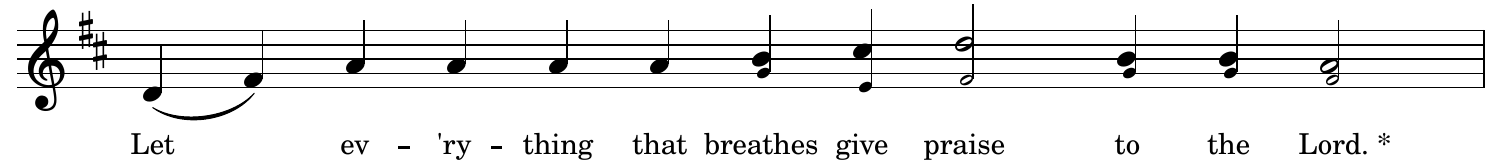 Let ev - 'ry - thing that breathes give praise to the Lord. *